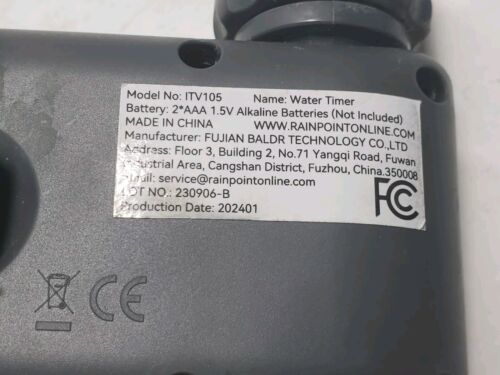 Model No: ITV105 Name: Water Timer
Battery: 2*AAA 1.5V Alkaline Batteries (Not Included)
MADE IN CHINA WWW.RAINPOINTONLINE.COM
Manufacturer: FUJIAN BALDR TECHNOLOGY CO.,LTD
Address: Floor 3, Building 2, No.71 Yangqi Road, Fuwan
Industrial Area, Cangshan District, Fuzhou, China.350008
Email: service@rainpointonline.com
LOT NO.: 230906-B
Production Date: 202401
FC
CE